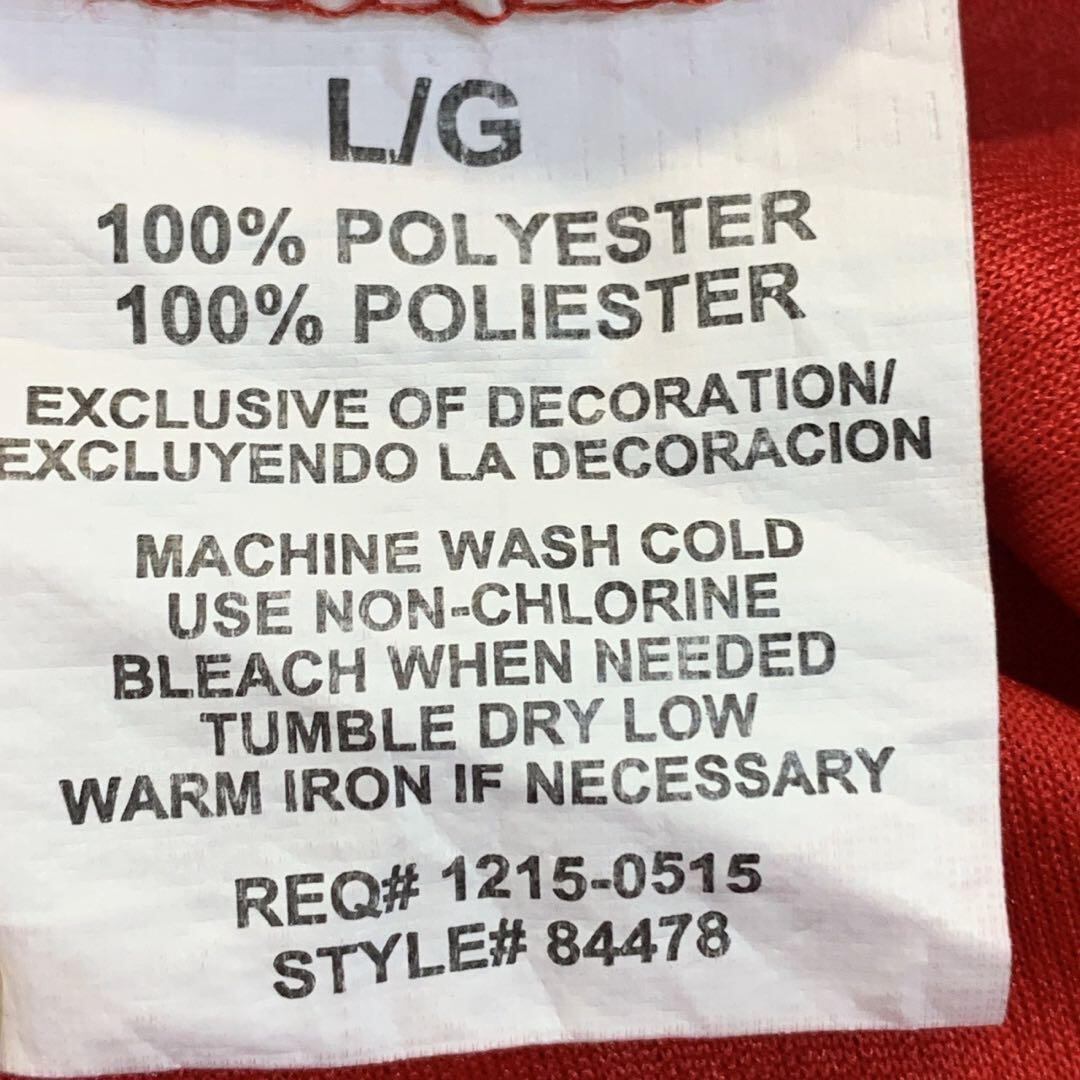 L/G
100% POLYESTER
100% POLIESTER
EXCLUSIVE OF DECORATION/
EXCLUYENDO LA DECORACION
MACHINE WASH COLD
USE NON-CHLORINE
BLEACH WHEN NEEDED
TUMBLE DRY LOW
WARM IRON IF NECESSARY
REQ# 1215-0515
STYLE# 84478